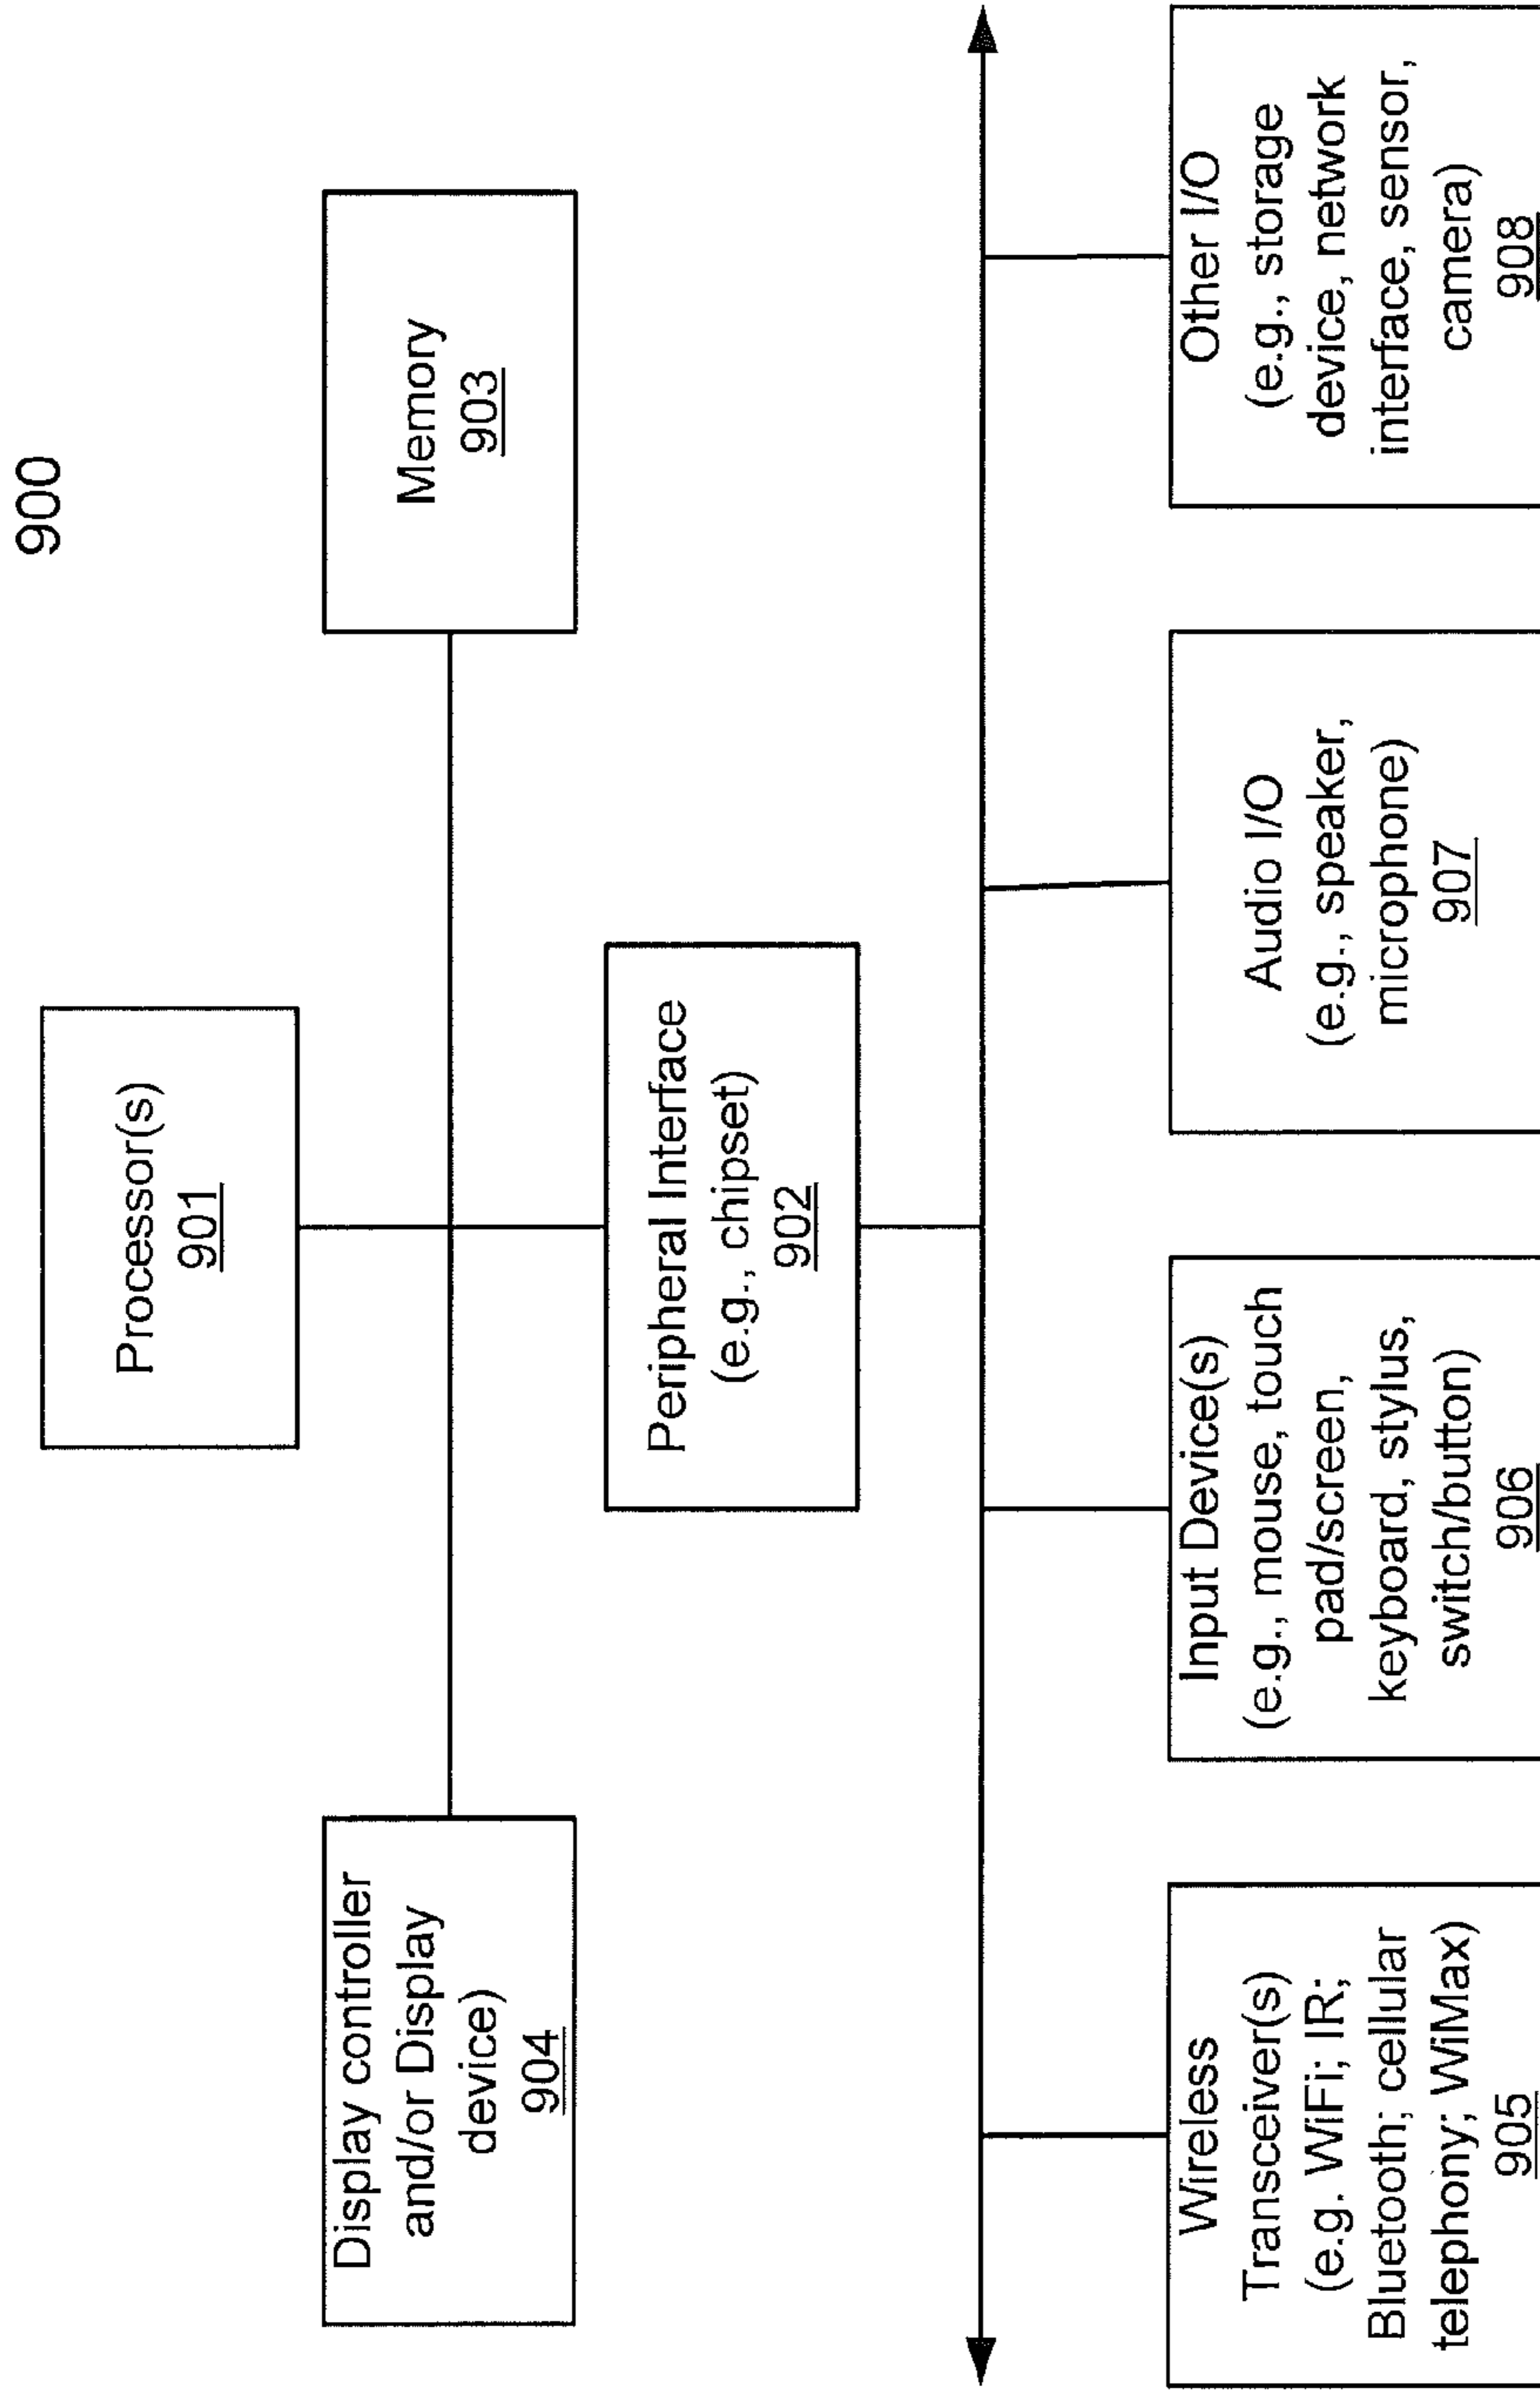 900
Processor(s)
901
Display controller
and/or Display
device)
904
Memory
903
Peripheral Interface
(e.g., chipset)
902
Wireless
Transceiver(s)
(e.g. WiFi; IR;
Bluetooth; cellular
telephony; WiMax)
905
Input Device(s)
(e.g., mouse, touch
pad/screen,
keyboard, stylus,
switch/button)
906
Audio I/O
(e.g., speaker,
microphone)
907
Other I/O
(e.g., storage
device, network
interface, sensor,
camera)
908